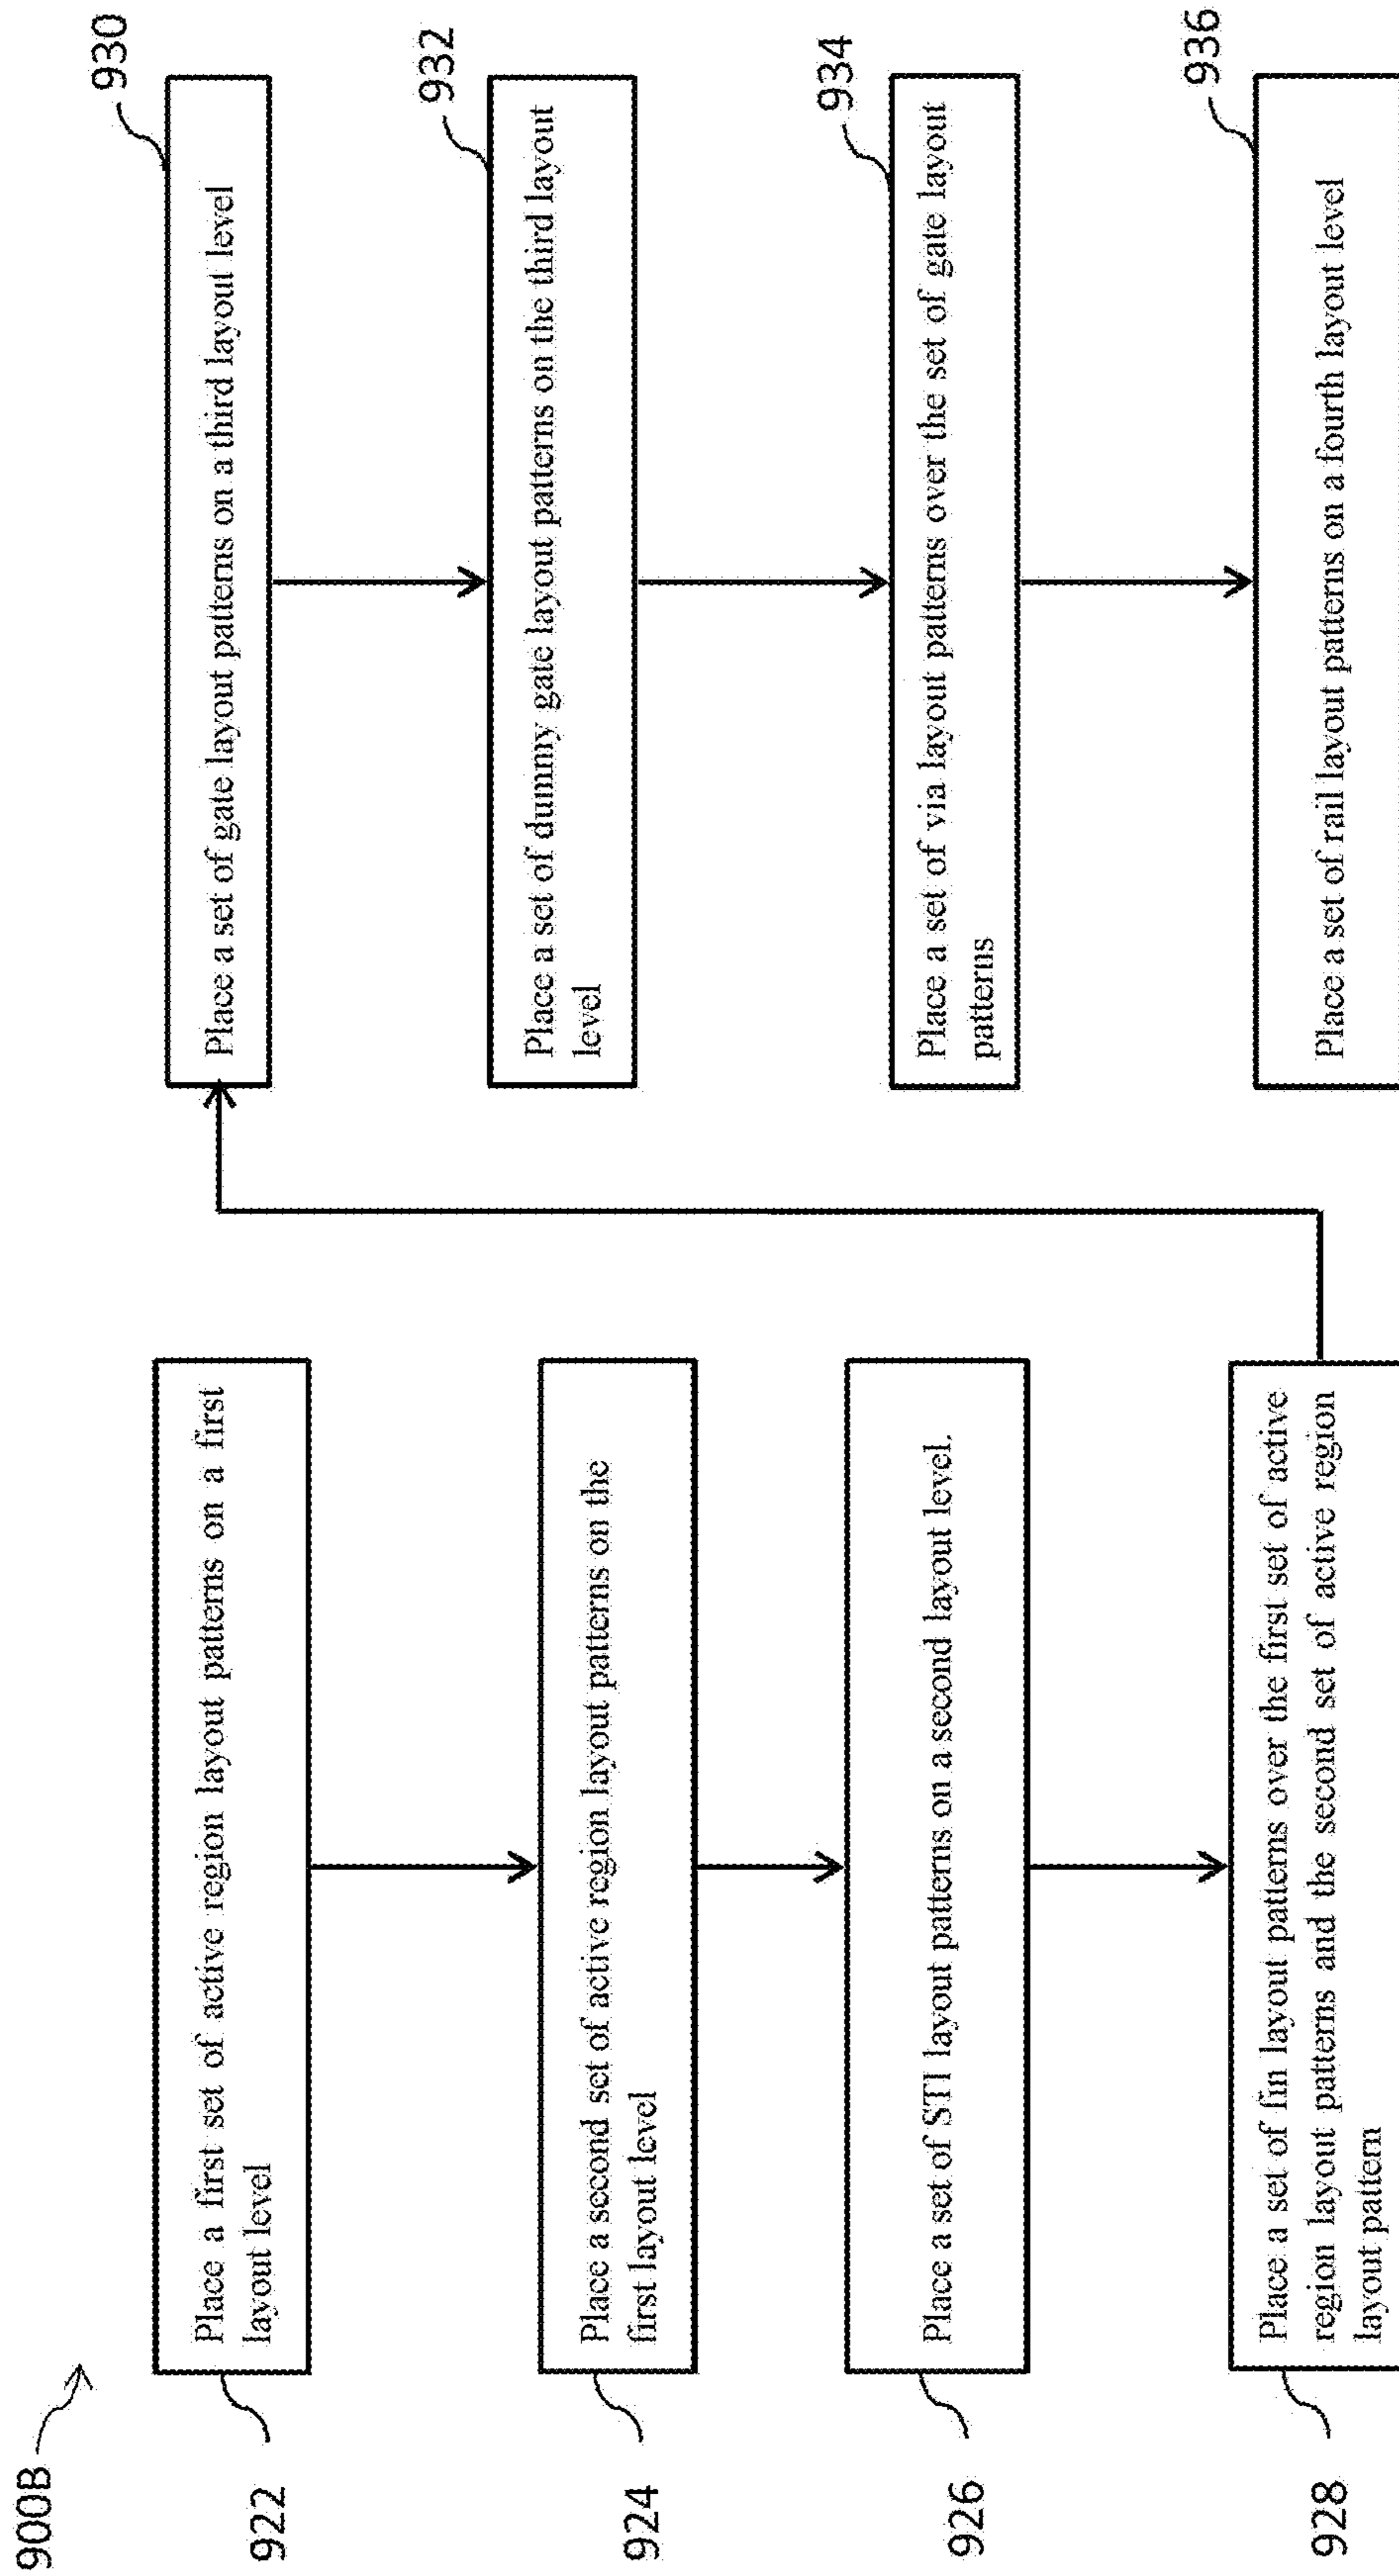 900B
922
Place a first set of active region layout patterns on a first
layout level
924
Place a second set of active region layout patterns on the
first layout level
926
Place a set of STI layout patterns on a second layout level.
928
Place a set of fin layout patterns over the first set of active
region layout patterns and the second set of active region
layout pattern
930
Place a set of gate layout patterns on a third layout level
932
Place a set of dummy gate layout patterns on the third layout
level
934
Place a set of via layout patterns over the set of gate layout
patterns
936
Place a set of rail layout patterns on a fourth layout level